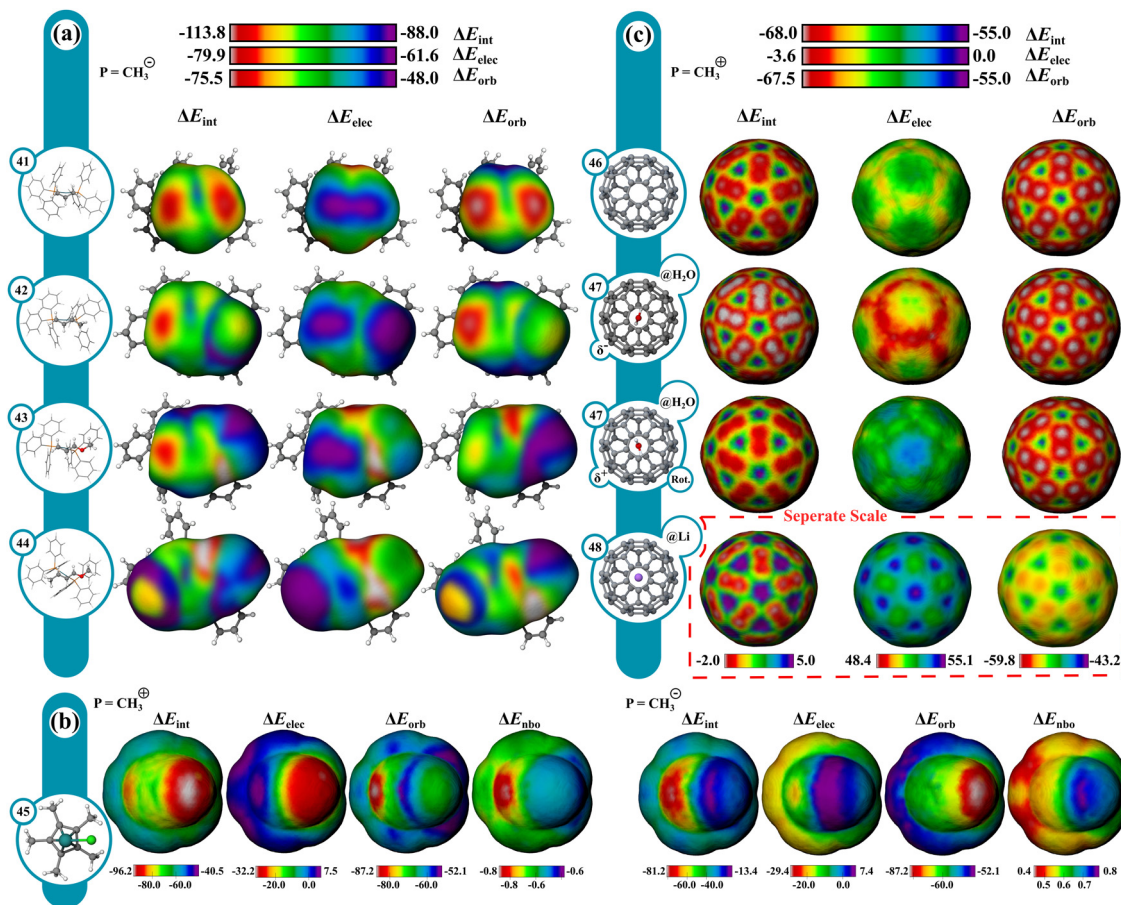 (a)
P = CH3⊖
-113.8 -88.0 ΔEint
-79.9 -61.6 ΔEelec
-75.5 -48.0 ΔEorb
ΔEint ΔEelec ΔEorb
41
42
43
44
(c)
P = CH3⊕
-68.0 -55.0 ΔEint
-3.6 0.0 ΔEelec
-67.5 -55.0 ΔEorb
ΔEint ΔEelec ΔEorb
46
47 @H2O
δ-
47 @H2O
δ+ Rot.
Seperate Scale
48 @Li
-2.0 5.0 48.4 55.1 -59.8 -43.2
(b)
P = CH3⊕
ΔEint ΔEelec ΔEorb ΔEnbo
45
-96.2 -40.5 -32.2 7.5 -87.2 -52.1 -0.8 -0.6
-80.0 -60.0 -20.0 0.0 -80.0 -60.0 -0.8 -0.6
P = CH3⊖
ΔEint ΔEelec ΔEorb ΔEnbo
-81.2 -13.4 -29.4 7.4 -87.2 -52.1 0.4 0.8
-60.0 -40.0 -20.0 0.0 -60.0 0.5 0.6 0.7